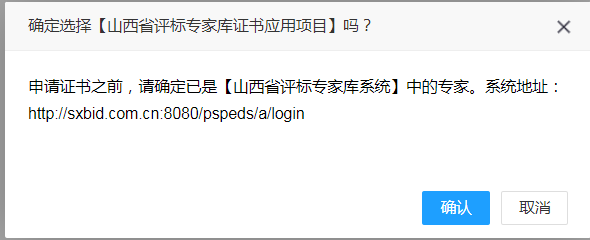 确定选择【山西省评标专家库证书应用项目】吗？
申请证书之前，请确定已是【山西省评标专家库系统】中的专家。系统地址：
http://sxbid.com.cn:8080/pspeds/a/login
确认 取消